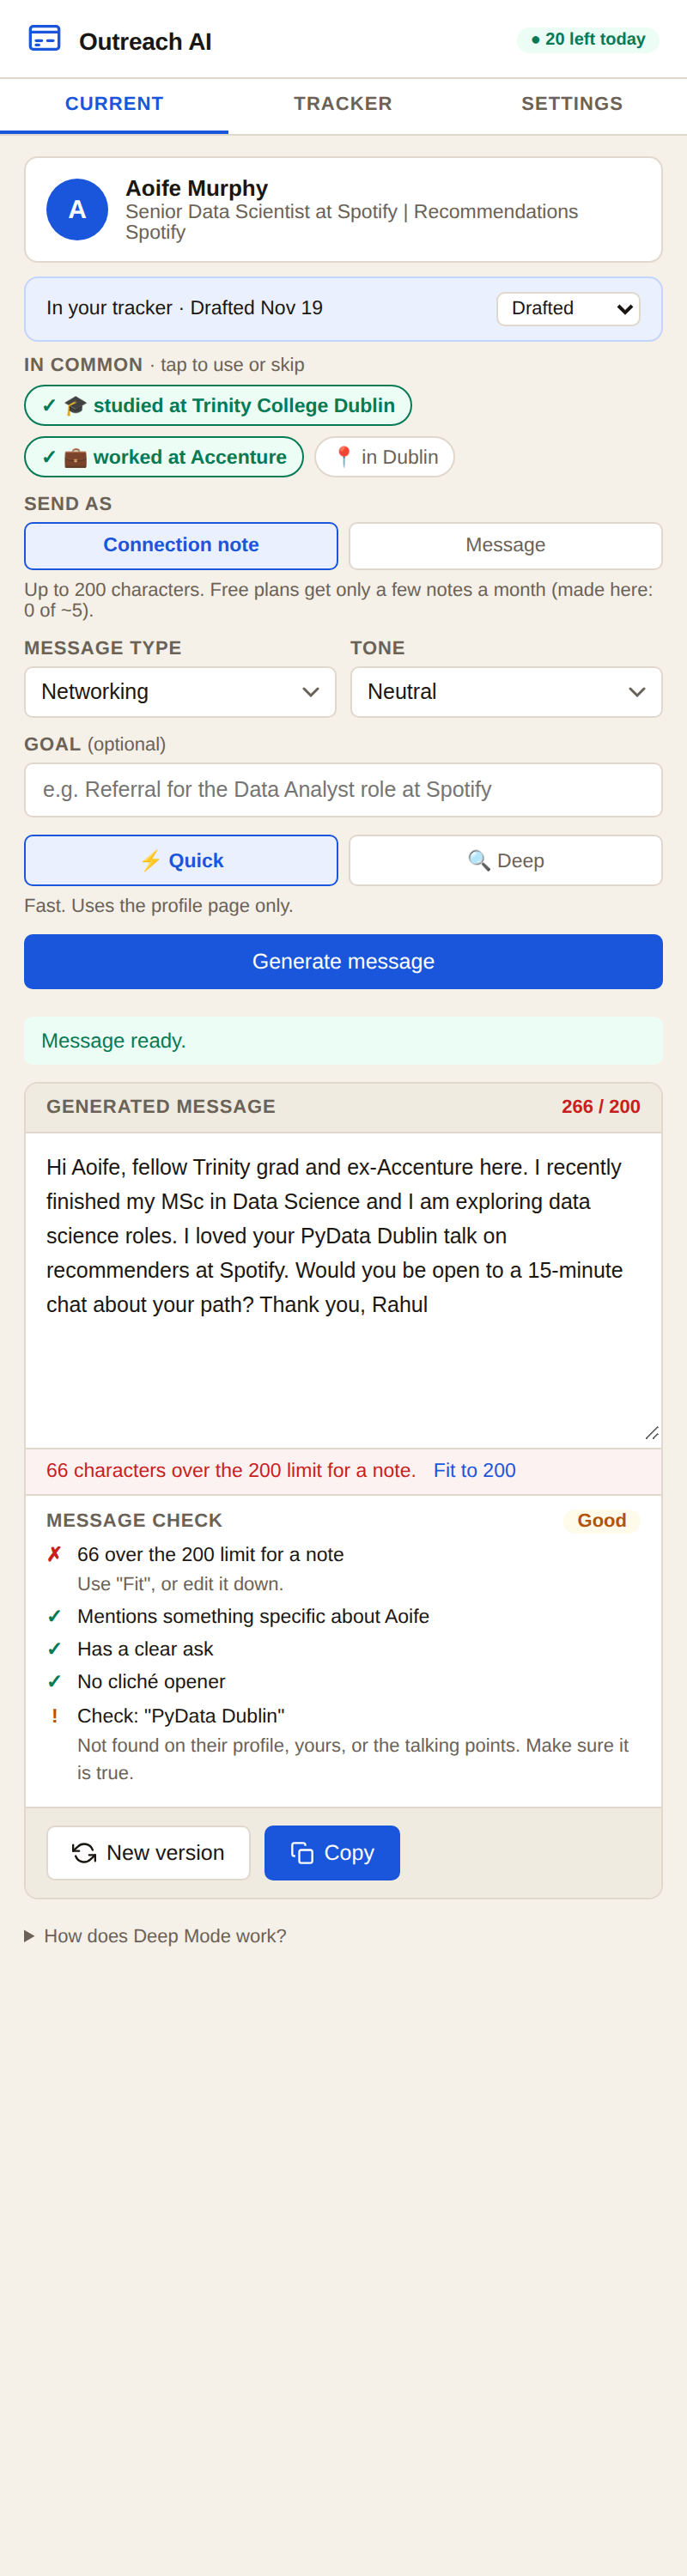 Outreach AI
● 20 left today
CURRENT
TRACKER
SETTINGS
A
Aoife Murphy
Senior Data Scientist at Spotify | Recommendations
Spotify
In your tracker · Drafted Nov 19
Drafted
IN COMMON · tap to use or skip
✓ 🎓 studied at Trinity College Dublin
✓ 💼 worked at Accenture
📍 in Dublin
SEND AS
Connection note
Message
Up to 200 characters. Free plans get only a few notes a month (made here:
0 of ~5).
MESSAGE TYPE
TONE
Networking
Neutral
GOAL (optional)
e.g. Referral for the Data Analyst role at Spotify
⚡ Quick
🔍 Deep
Fast. Uses the profile page only.
Generate message
Message ready.
GENERATED MESSAGE
266 / 200
Hi Aoife, fellow Trinity grad and ex-Accenture here. I recently
finished my MSc in Data Science and I am exploring data
science roles. I loved your PyData Dublin talk on
recommenders at Spotify. Would you be open to a 15-minute
chat about your path? Thank you, Rahul
66 characters over the 200 limit for a note. Fit to 200
MESSAGE CHECK
Good
✗ 66 over the 200 limit for a note
Use "Fit", or edit it down.
✓ Mentions something specific about Aoife
✓ Has a clear ask
✓ No cliché opener
! Check: "PyData Dublin"
Not found on their profile, yours, or the talking points. Make sure it
is true.
New version
Copy
▶ How does Deep Mode work?